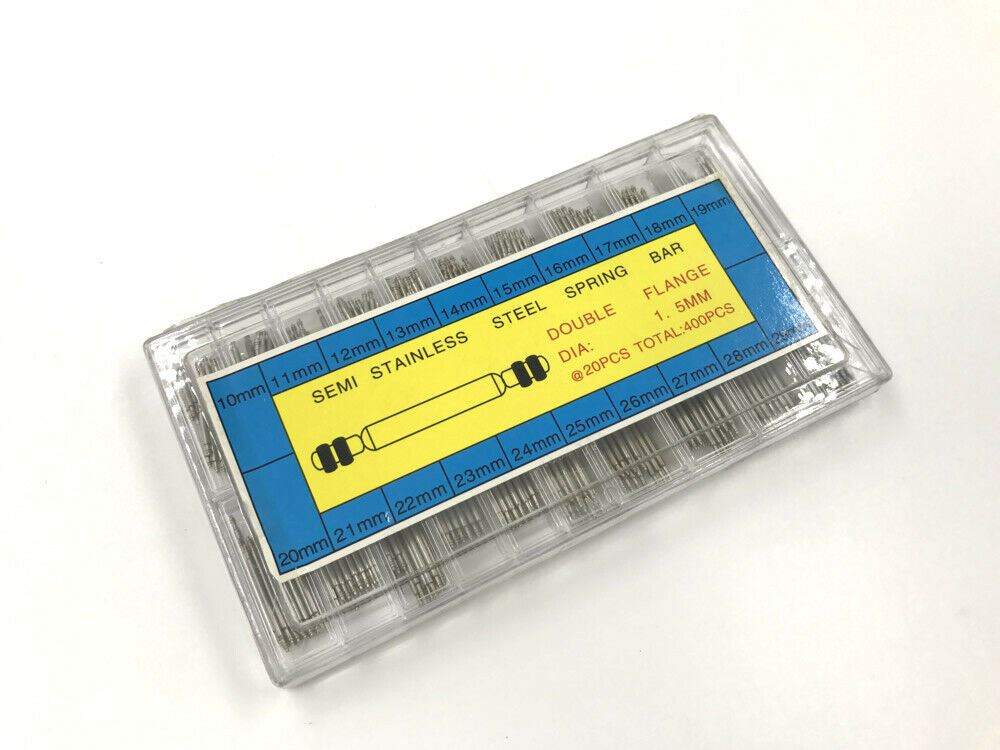 10mm 11mm 12mm 13mm 14mm 15mm 16mm 17mm 18mm 19mm
SEMI STAINLESS STEEL SPRING BAR
DOUBLE FLANGE
DIA: 1. 5MM
@20PCS TOTAL:400PCS
20mm 21mm 22mm 23mm 24mm 25mm 26mm 27mm 28mm 29mm